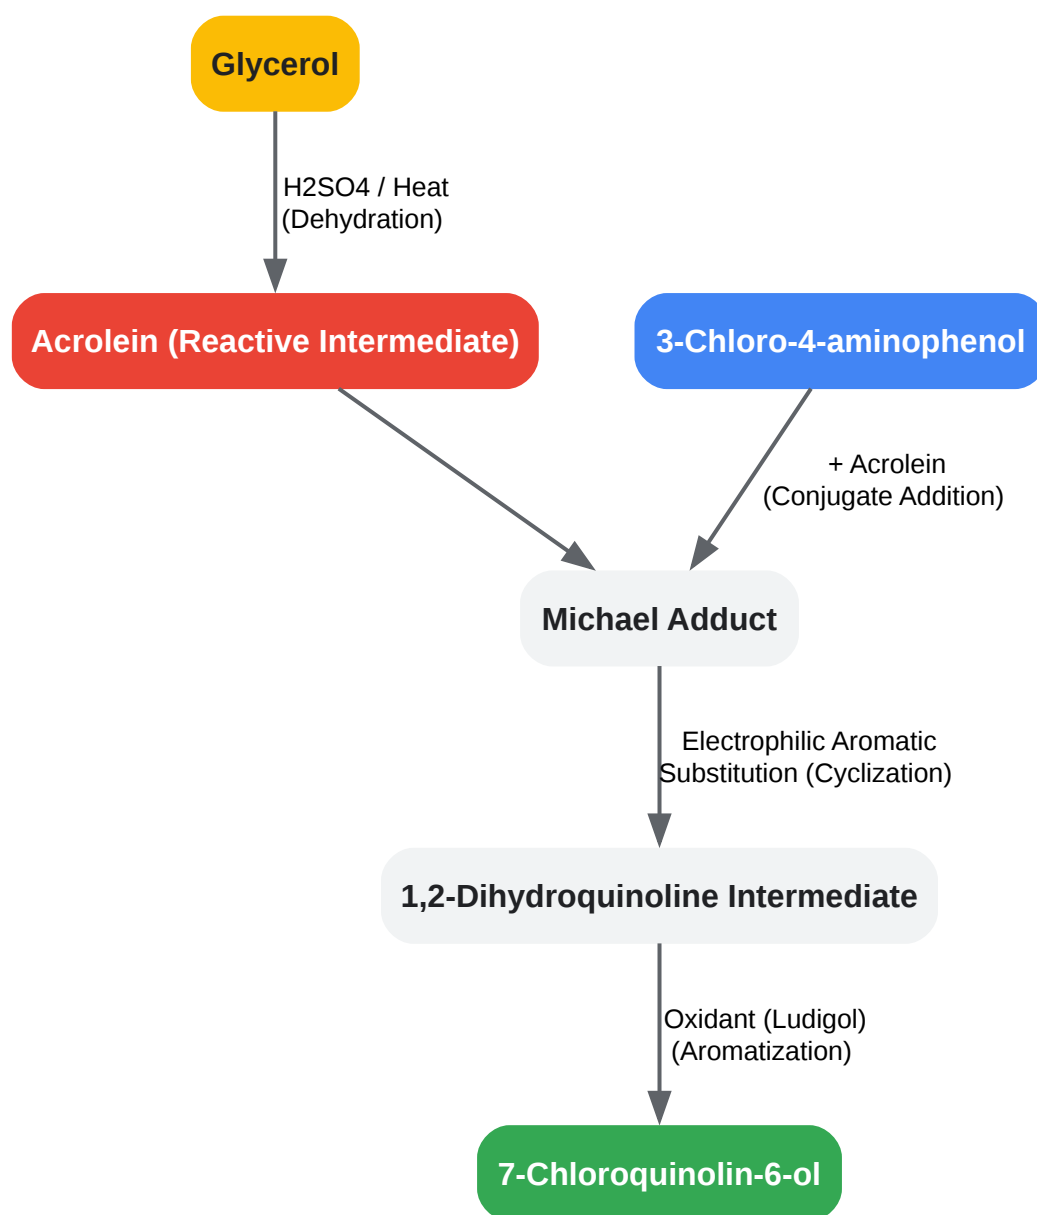 Glycerol
H2SO4 / Heat
(Dehydration)
Acrolein (Reactive Intermediate)
3-Chloro-4-aminophenol
+ Acrolein
(Conjugate Addition)
Michael Adduct
Electrophilic Aromatic
Substitution (Cyclization)
1,2-Dihydroquinoline Intermediate
Oxidant (Ludigol)
(Aromatization)
7-Chloroquinolin-6-ol